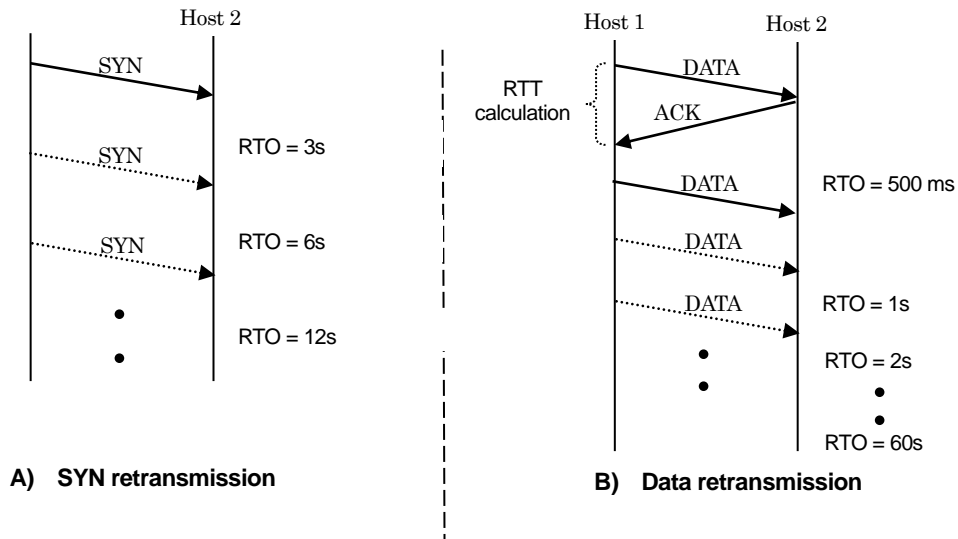 Host 2
SYN
SYN
RTO = 3s
SYN
RTO = 6s
RTO = 12s
A) SYN retransmission
Host 1
Host 2
RTT
calculation
DATA
ACK
DATA
RTO = 500 ms
DATA
DATA
RTO = 1s
RTO = 2s
RTO = 60s
B) Data retransmission